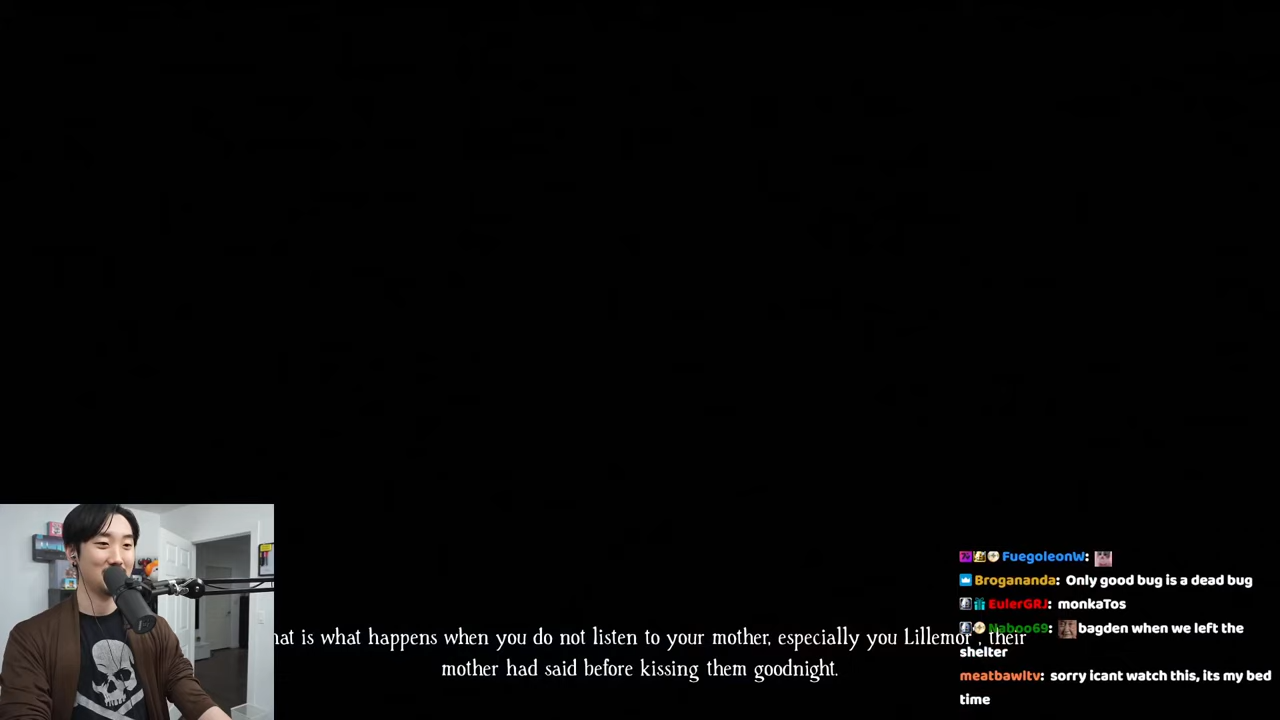 FuegoleonW:
Brogananda: Only good bug is a dead bug
EulerGRJ: monkaTos
Naboo69: bagden when we left the
shelter
meatbawltv: sorry icant watch this, its my bed
time
hat is what happens when you do not listen to your mother, especially you Lillemor , their
mother had said before kissing them goodnight.